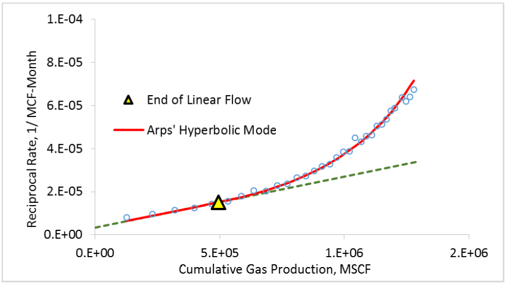 1.E-04
8.E-05
6.E-05
4.E-05
2.E-05
0.E+00
Reciprocal Rate, 1/ MCF-Month
End of Linear Flow
Arps' Hyperbolic Mode
0.E+00
5.E+05
1.E+06
2.E+06
Cumulative Gas Production, MSCF